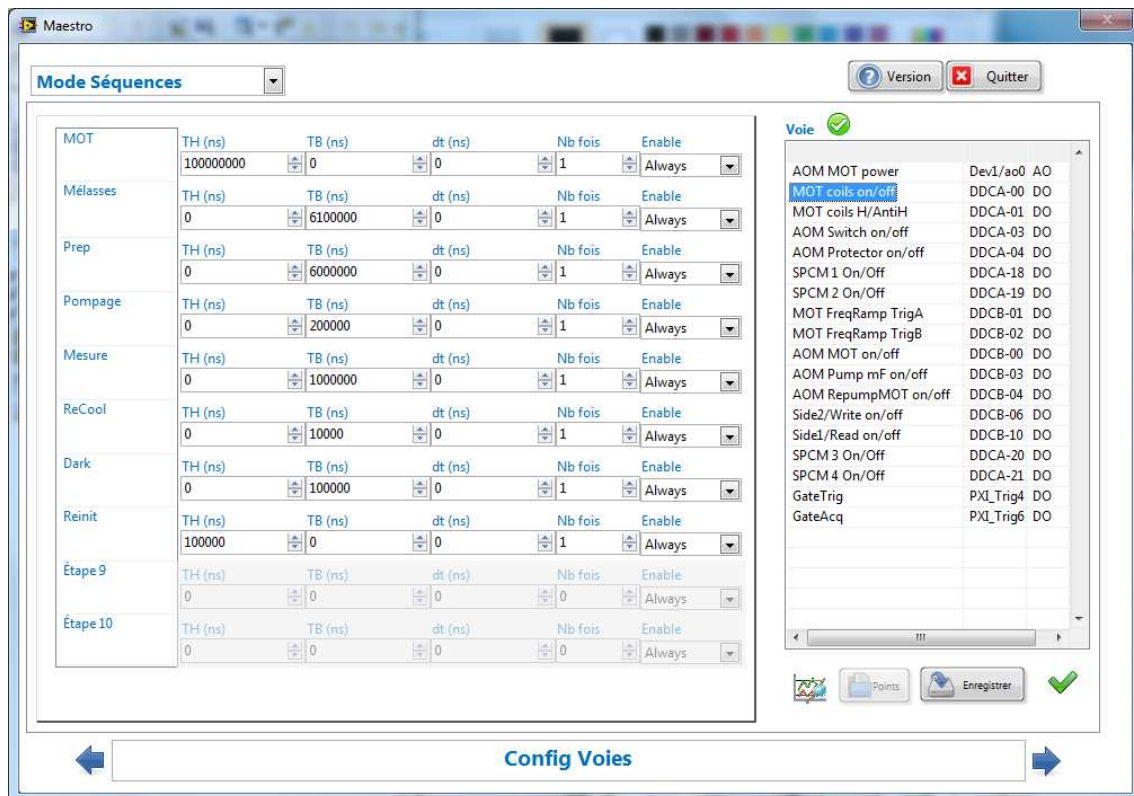 Maestro
Mode Séquences
Version
Quitter
MOT
TH (ns) TB (ns) dt (ns) Nb fois Enable
100000000 0 0 1 Always
Mélasses
TH (ns) TB (ns) dt (ns) Nb fois Enable
0 6100000 0 1 Always
Prep
TH (ns) TB (ns) dt (ns) Nb fois Enable
0 6000000 0 1 Always
Pompage
TH (ns) TB (ns) dt (ns) Nb fois Enable
0 200000 0 1 Always
Mesure
TH (ns) TB (ns) dt (ns) Nb fois Enable
0 1000000 0 1 Always
ReCool
TH (ns) TB (ns) dt (ns) Nb fois Enable
0 10000 0 1 Always
Dark
TH (ns) TB (ns) dt (ns) Nb fois Enable
0 100000 0 1 Always
Reinit
TH (ns) TB (ns) dt (ns) Nb fois Enable
100000 0 0 1 Always
Étape 9
TH (ns) TB (ns) dt (ns) Nb fois Enable
0 0 0 0 Always
Étape 10
TH (ns) TB (ns) dt (ns) Nb fois Enable
0 0 0 0 Always
Voie
AOM MOT power Dev1/ao0 AO
MOT coils on/off DDCA-00 DO
MOT coils H/AntiH DDCA-01 DO
AOM Switch on/off DDCA-03 DO
AOM Protector on/off DDCA-04 DO
SPCM 1 On/Off DDCA-18 DO
SPCM 2 On/Off DDCA-19 DO
MOT FreqRamp TrigA DDCB-01 DO
MOT FreqRamp TrigB DDCB-02 DO
AOM MOT on/off DDCB-00 DO
AOM Pump mF on/off DDCB-03 DO
AOM RepumpMOT on/off DDCB-04 DO
Side2/Write on/off DDCB-06 DO
Side1/Read on/off DDCB-10 DO
SPCM 3 On/Off DDCA-20 DO
SPCM 4 On/Off DDCA-21 DO
GateTrig PXI_Trig4 DO
GateAcq PXI_Trig6 DO
Points
Enregistrer
Config Voies